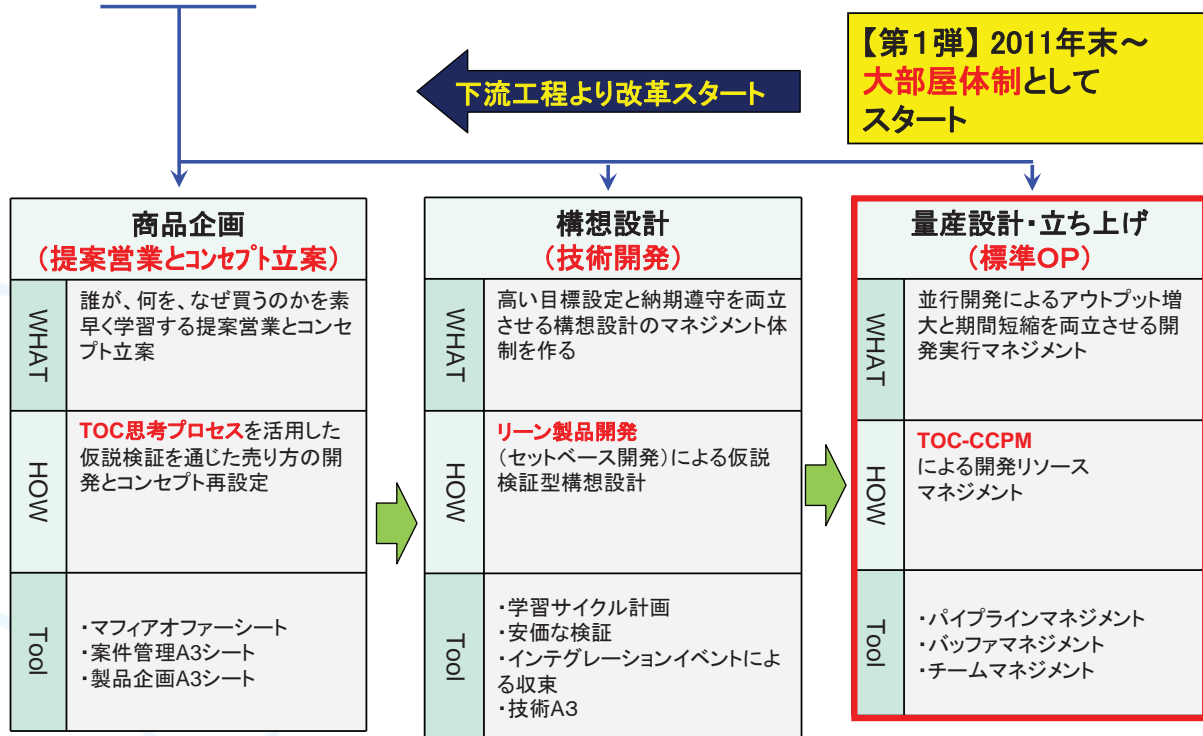 【第1弾】 2011年末～
大部屋体制として
スタート
下流工程より改革スタート
商品企画
（提案営業とコンセプト立案）
WHAT
誰が、何を、なぜ買うのかを素
早く学習する提案営業とコンセ
プト立案
HOW
TOC思考プロセスを活用した
仮説検証を通じた売り方の開
発とコンセプト再設定
Tool
・マフィアオファーシート
・案件管理A3シート
・製品企画A3シート
構想設計
（技術開発）
WHAT
高い目標設定と納期遵守を両立
させる構想設計のマネジメント体
制を作る
HOW
リーン製品開発
（セットベース開発）による仮説
検証型構想設計
Tool
・学習サイクル計画
・安価な検証
・インテグレーションイベントによ
る収束
・技術A3
量産設計・立ち上げ
（標準OP）
WHAT
並行開発によるアウトプット増
大と期間短縮を両立させる開
発実行マネジメント
HOW
TOC-CCPM
による開発リソース
マネジメント
Tool
・パイプラインマネジメント
・バッファマネジメント
・チームマネジメント